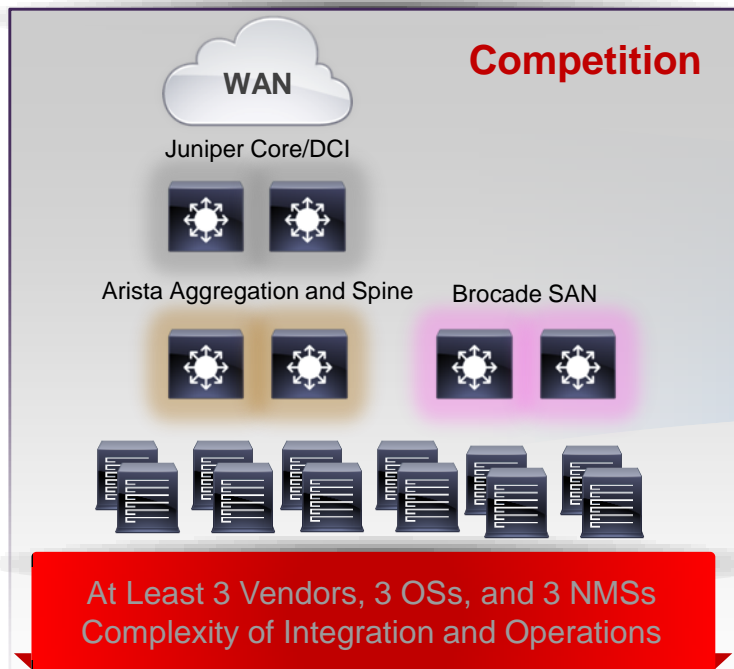 Competition
WAN
Juniper Core/DCI
Arista Aggregation and Spine
Brocade SAN
At Least 3 Vendors, 3 OSs, and 3 NMSs
Complexity of Integration and Operations